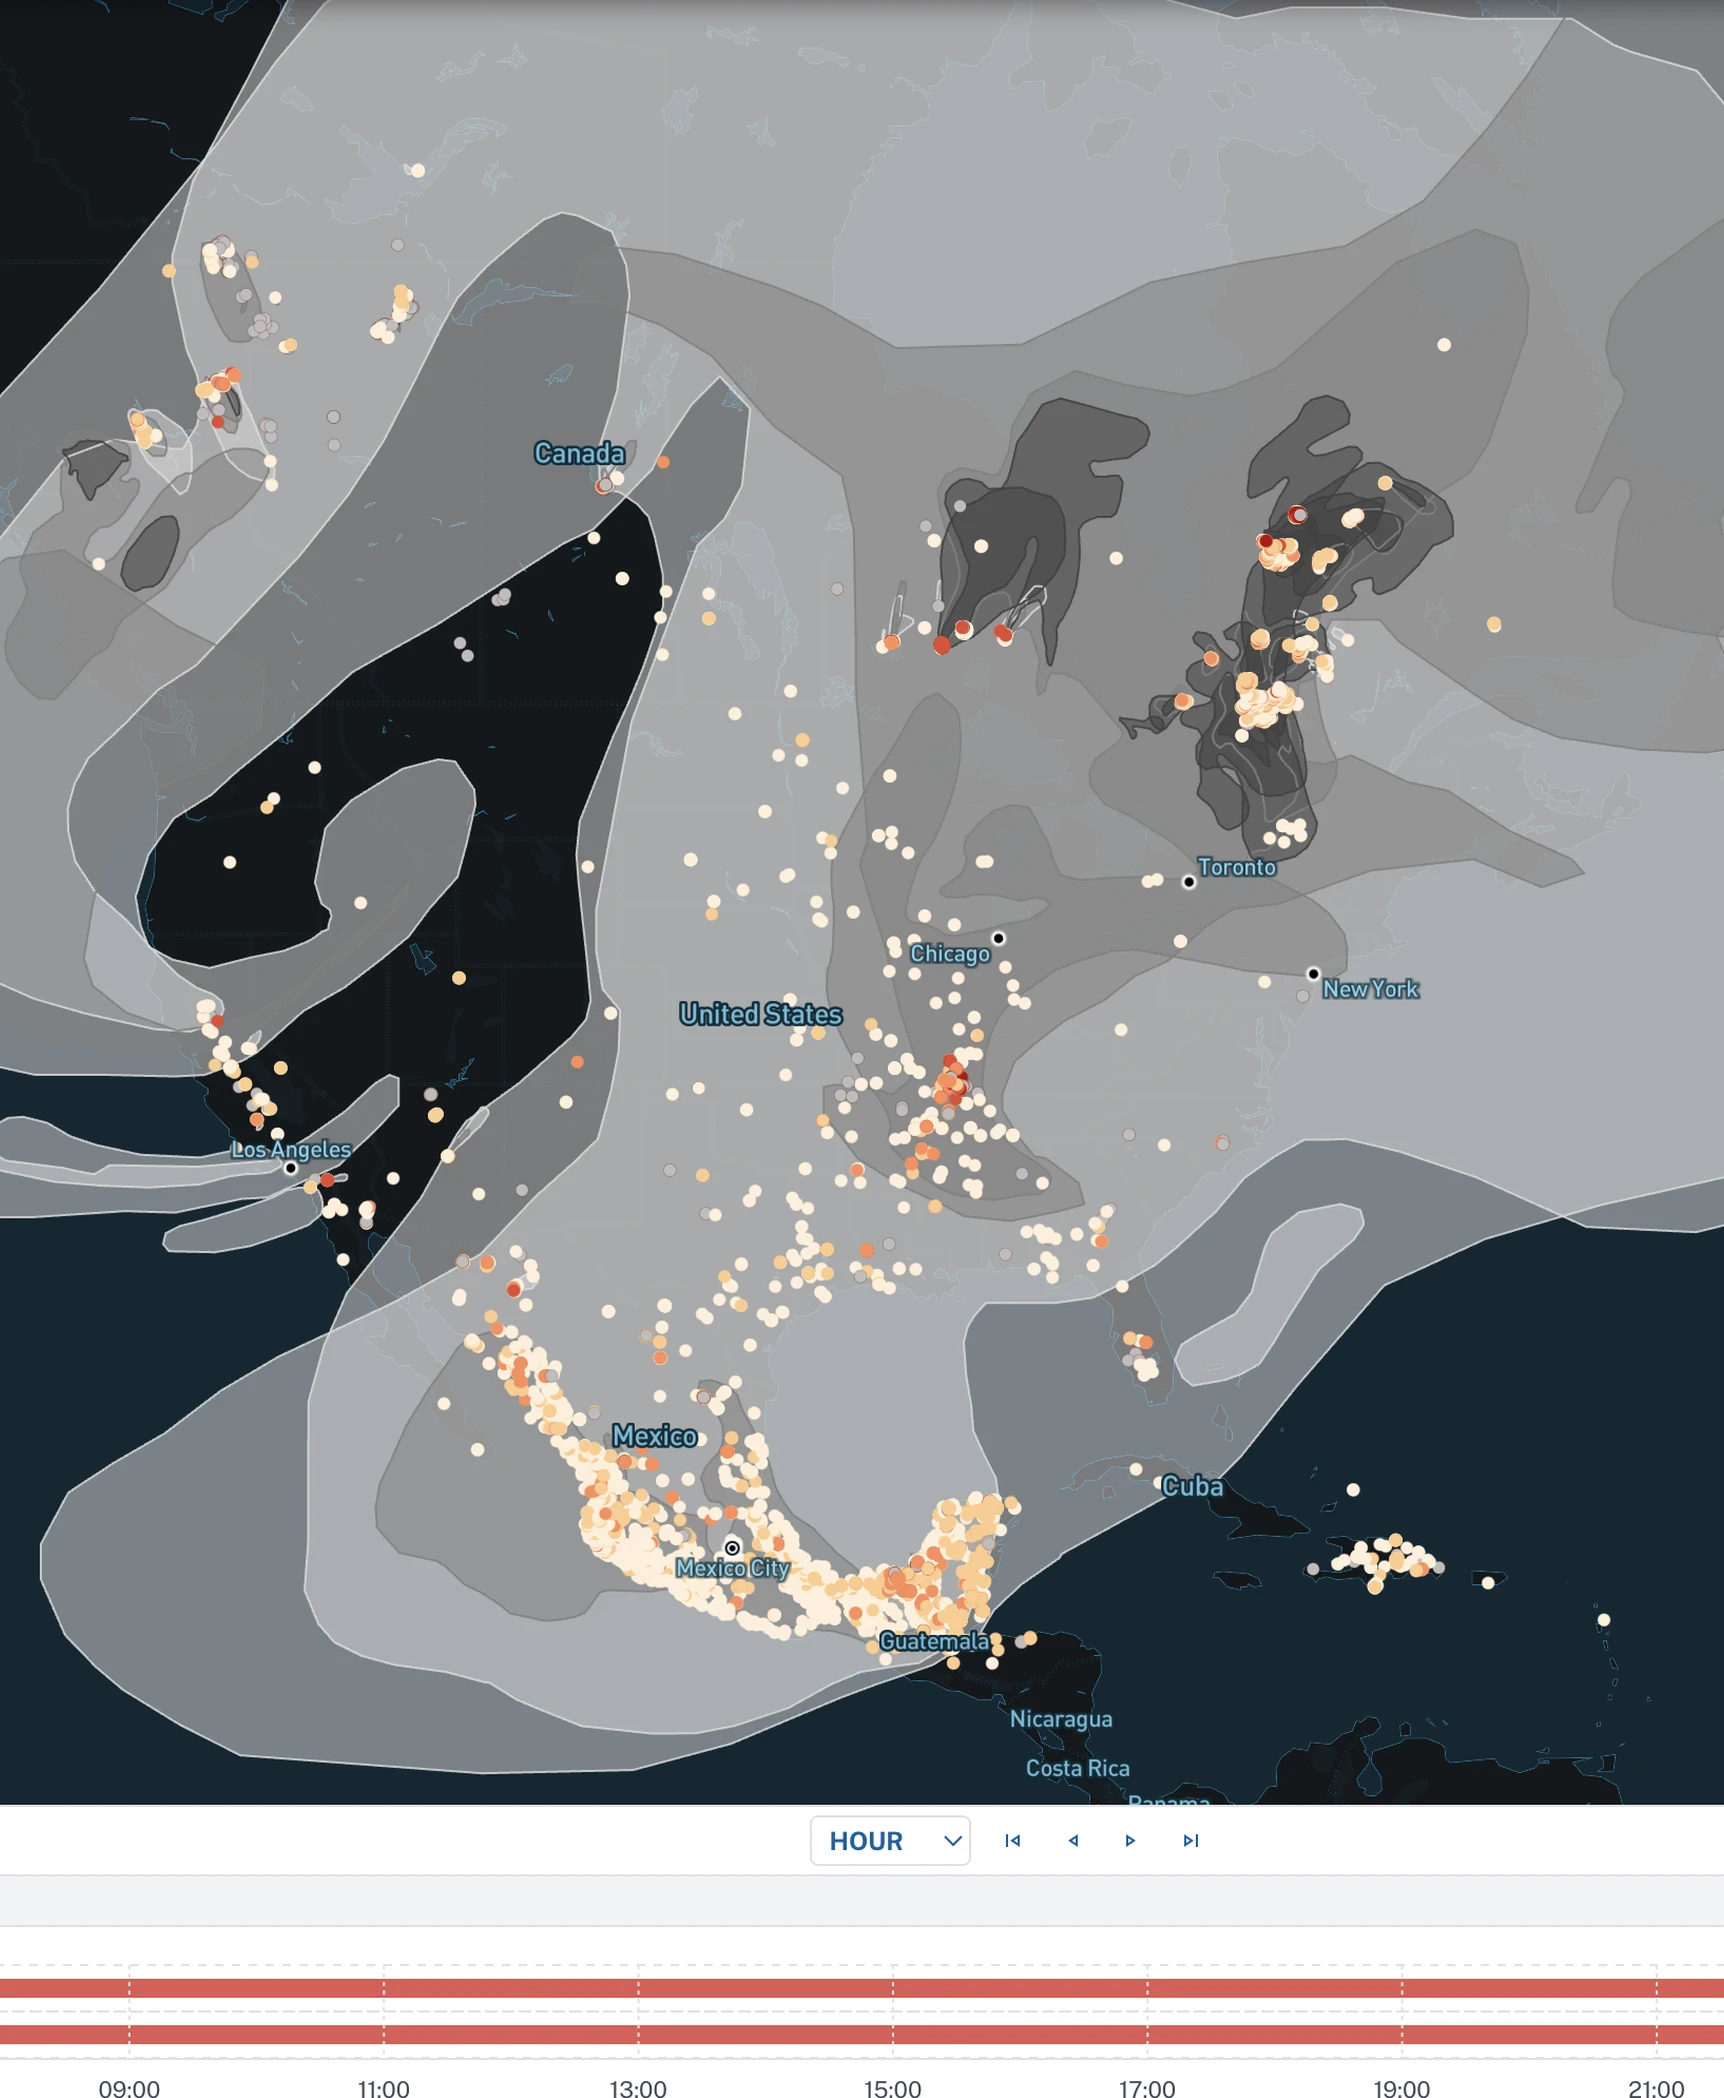 Canada
Toronto
Chicago
New York
United States
Los Angeles
Mexico
Cuba
Mexico City
Guatemala
Nicaragua
Costa Rica
Panama
HOUR
09:00 11:00 13:00 15:00 17:00 19:00 21:00